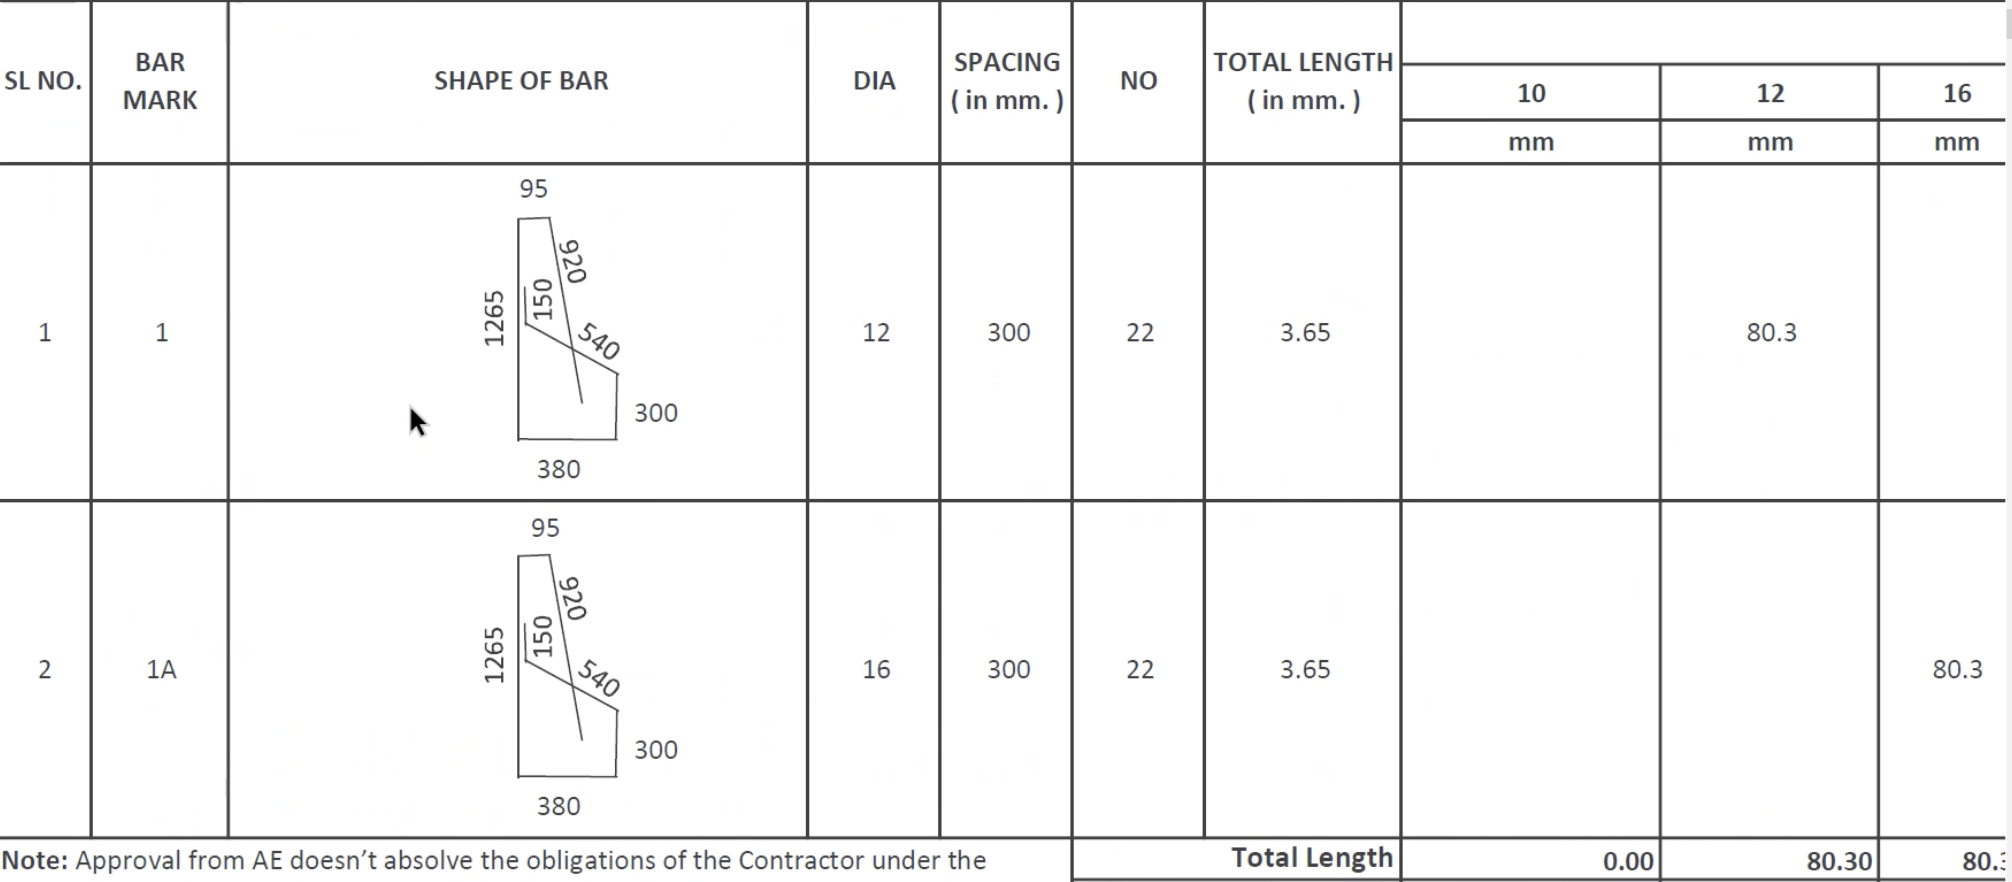 SL NO.
BAR MARK
SHAPE OF BAR
DIA
SPACING ( in mm. )
NO
TOTAL LENGTH ( in mm. )
10
12
16
mm
mm
mm
1
1
95
920
150
1265
540
300
380
12
300
22
3.65
80.3
2
1A
95
920
150
1265
540
300
380
16
300
22
3.65
80.3
Note: Approval from AE doesn't absolve the obligations of the Contractor under the
Total Length
0.00
80.30